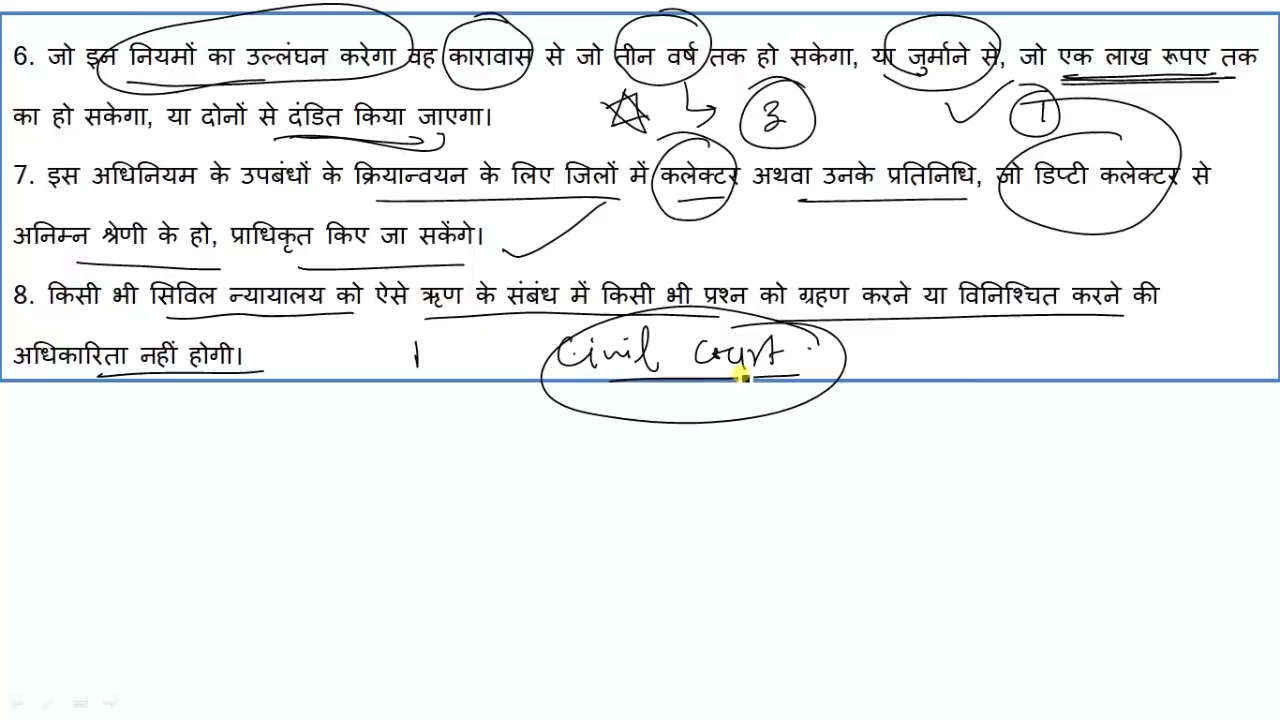 6. जो इन नियमों का उल्लंघन करेगा वह कारावास से जो तीन वर्ष तक हो सकेगा, या जुर्माने से, जो एक लाख रूपए तक
का हो सकेगा, या दोनों से दंडित किया जाएगा।
3 1
7. इस अधिनियम के उपबंधों के क्रियान्वयन के लिए जिलों में कलेक्टर अथवा उनके प्रतिनिधि, जो डिप्टी कलेक्टर से
अनिम्न श्रेणी के हो, प्राधिकृत किए जा सकेंगे।
8. किसी भी सिविल न्यायालय को ऐसे ऋण के संबंध में किसी भी प्रश्न को ग्रहण करने या विनिश्चित करने की
अधिकारिता नहीं होगी।
Civil Court